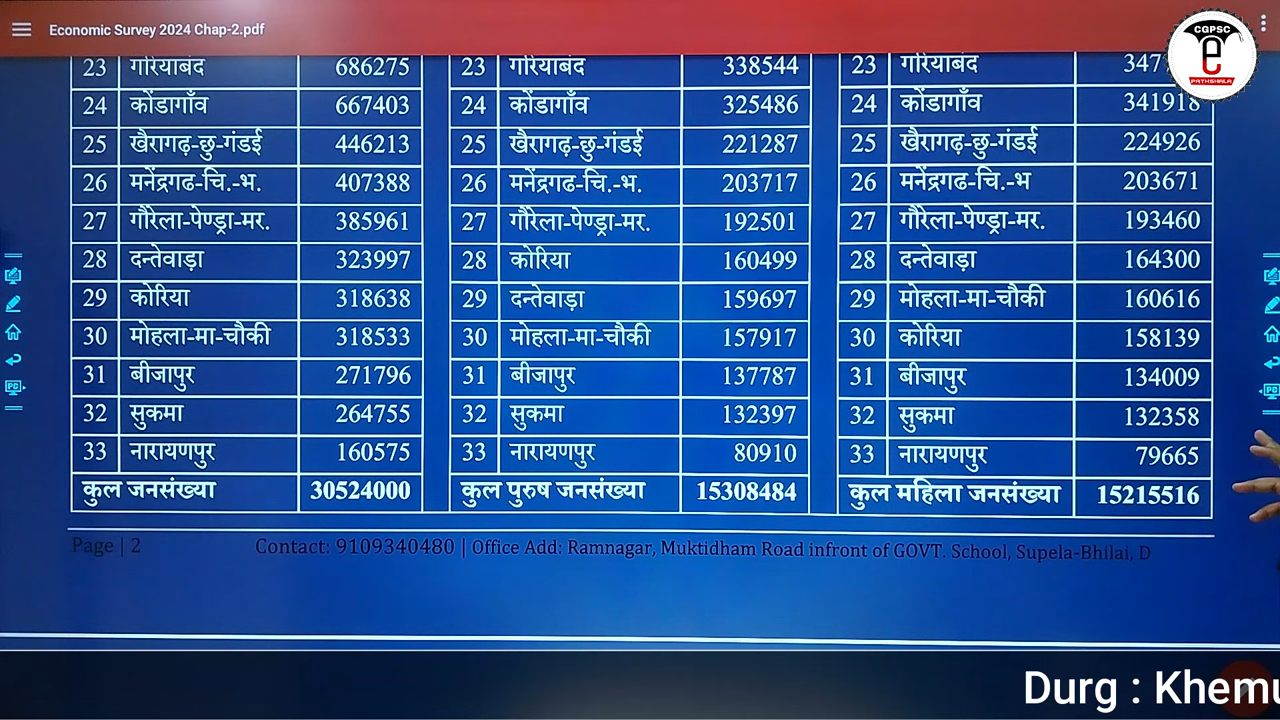 Economic Survey 2024 Chap-2.pdf
CGPSC
e
PATHSHALA
23 गरियाबंद 686275 23 गरियाबंद 338544 23 गरियाबंद
24 कोंडागाँव 667403 24 कोंडागाँव 325486 24 कोंडागाँव 341918
25 खैरागढ़-छु-गंडई 446213 25 खैरागढ़-छु-गंडई 221287 25 खैरागढ़-छु-गंडई 224926
26 मनेंद्रगढ-चि.-भ. 407388 26 मनेंद्रगढ-चि.-भ. 203717 26 मनेंद्रगढ-चि.-भ 203671
27 गौरेला-पेण्ड्रा-मर. 385961 27 गौरेला-पेण्ड्रा-मर. 192501 27 गौरेला-पेण्ड्रा-मर. 193460
28 दन्तेवाड़ा 323997 28 कोरिया 160499 28 दन्तेवाड़ा 164300
29 कोरिया 318638 29 दन्तेवाड़ा 159697 29 मोहला-मा-चौकी 160616
30 मोहला-मा-चौकी 318533 30 मोहला-मा-चौकी 157917 30 कोरिया 158139
31 बीजापुर 271796 31 बीजापुर 137787 31 बीजापुर 134009
32 सुकमा 264755 32 सुकमा 132397 32 सुकमा 132358
33 नारायणपुर 160575 33 नारायणपुर 80910 33 नारायणपुर 79665
कुल जनसंख्या 30524000 कुल पुरुष जनसंख्या 15308484 कुल महिला जनसंख्या 15215516
Page | 2 Contact: 9109340480 | Office Add: Ramnagar, Muktidham Road infront of GOVT. School, Supela-Bhilai, D
Durg : Khemu